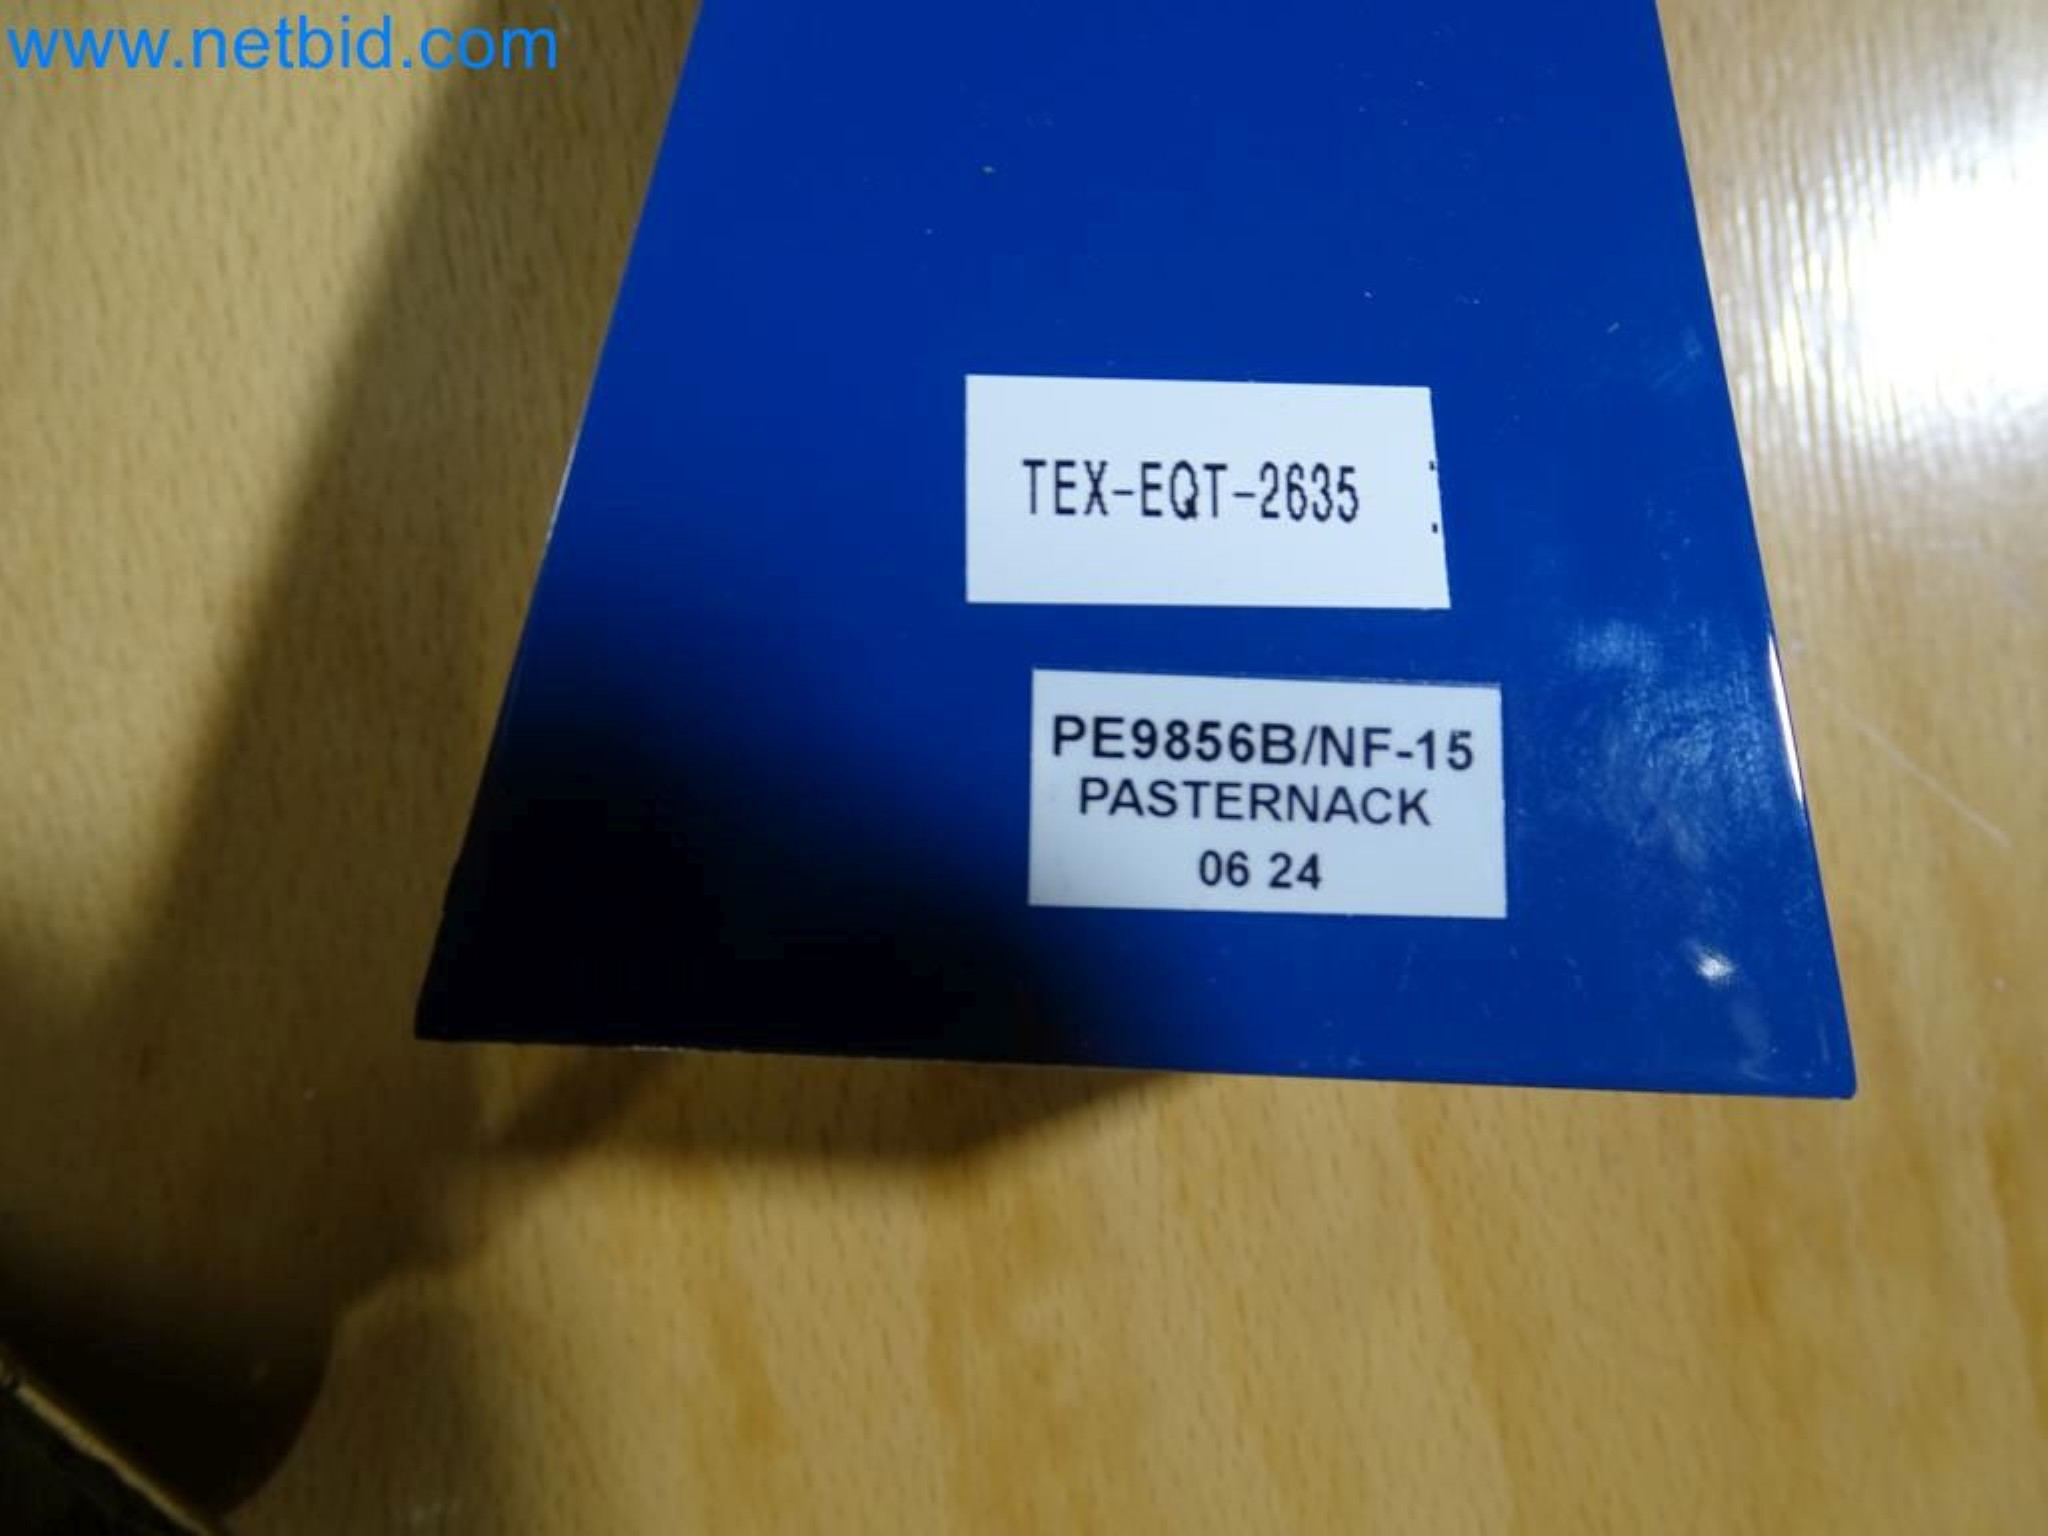 www.netbid.com
TEX-EQT-2635
PE9856B/NF-15
PASTERNACK
06 24